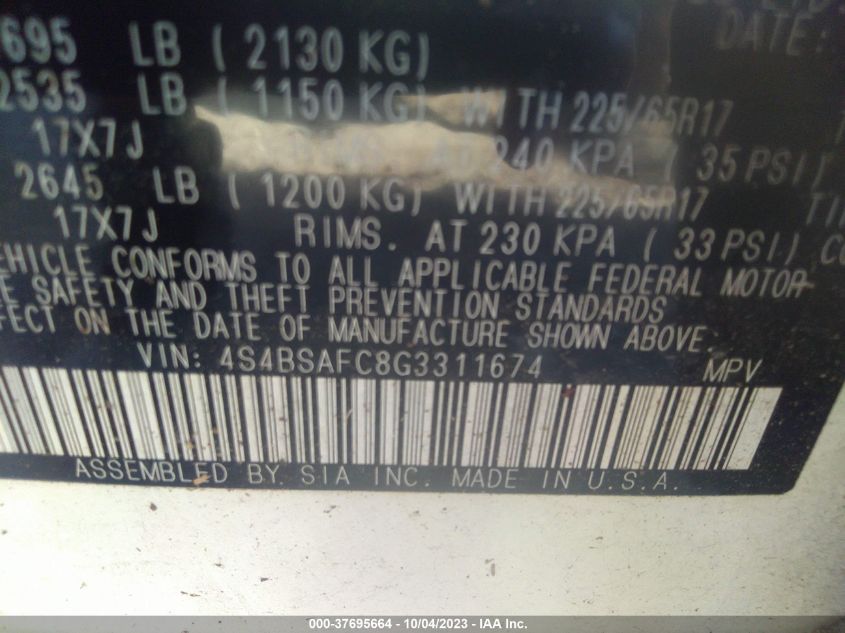 DATE:
695 LB ( 2130 KG)
2535 LB ( 1150 KG) WITH 225/65R17
17X7J AT 240 KPA ( 35 PSI)
2645 LB ( 1200 KG) WITH 225/65R17
17X7J RIMS. AT 230 KPA ( 33 PSI)
EHICLE CONFORMS TO ALL APPLICABLE FEDERAL MOTOR
E SAFETY AND THEFT PREVENTION STANDARDS
FECT ON THE DATE OF MANUFACTURE SHOWN ABOVE.
VIN: 4S4BSAFC8G3311674 MPV
ASSEMBLED BY SIA INC. MADE IN U.S.A.
000-37695664 - 10/04/2023 - IAA Inc.